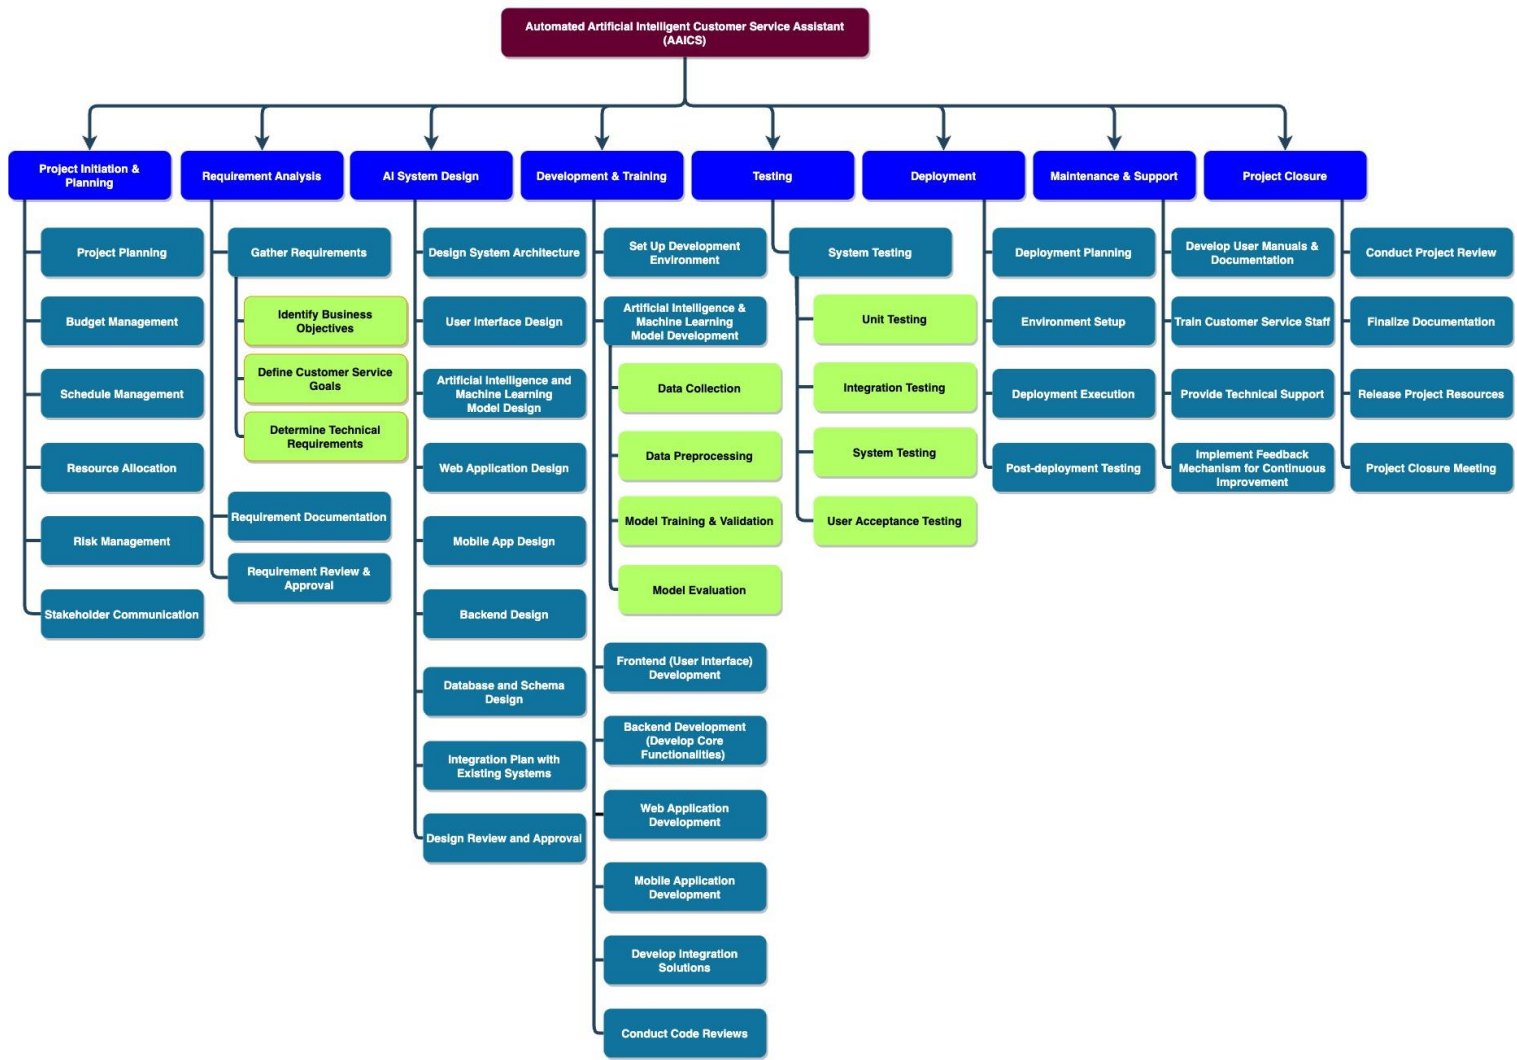 Automated Artificial Intelligent Customer Service Assistant
(AAICS)
Project Initiation &
Planning
Project Planning
Budget Management
Schedule Management
Resource Allocation
Risk Management
Stakeholder Communication
Requirement Analysis
Gather Requirements
Identify Business
Objectives
Define Customer Service
Goals
Determine Technical
Requirements
Requirement Documentation
Requirement Review &
Approval
AI System Design
Design System Architecture
User Interface Design
Artificial Intelligence and
Machine Learning
Model Design
Web Application Design
Mobile App Design
Backend Design
Database and Schema
Design
Integration Plan with
Existing Systems
Design Review and Approval
Development & Training
Set Up Development
Environment
Artificial Intelligence &
Machine Learning
Model Development
Data Collection
Data Preprocessing
Model Training & Validation
Model Evaluation
Frontend (User Interface)
Development
Backend Development
(Develop Core
Functionalities)
Web Application
Development
Mobile Application
Development
Develop Integration
Solutions
Conduct Code Reviews
Testing
System Testing
Unit Testing
Integration Testing
System Testing
User Acceptance Testing
Deployment
Deployment Planning
Environment Setup
Deployment Execution
Post-deployment Testing
Maintenance & Support
Develop User Manuals &
Documentation
Train Customer Service Staff
Provide Technical Support
Implement Feedback
Mechanism for Continuous
Improvement
Project Closure
Conduct Project Review
Finalize Documentation
Release Project Resources
Project Closure Meeting